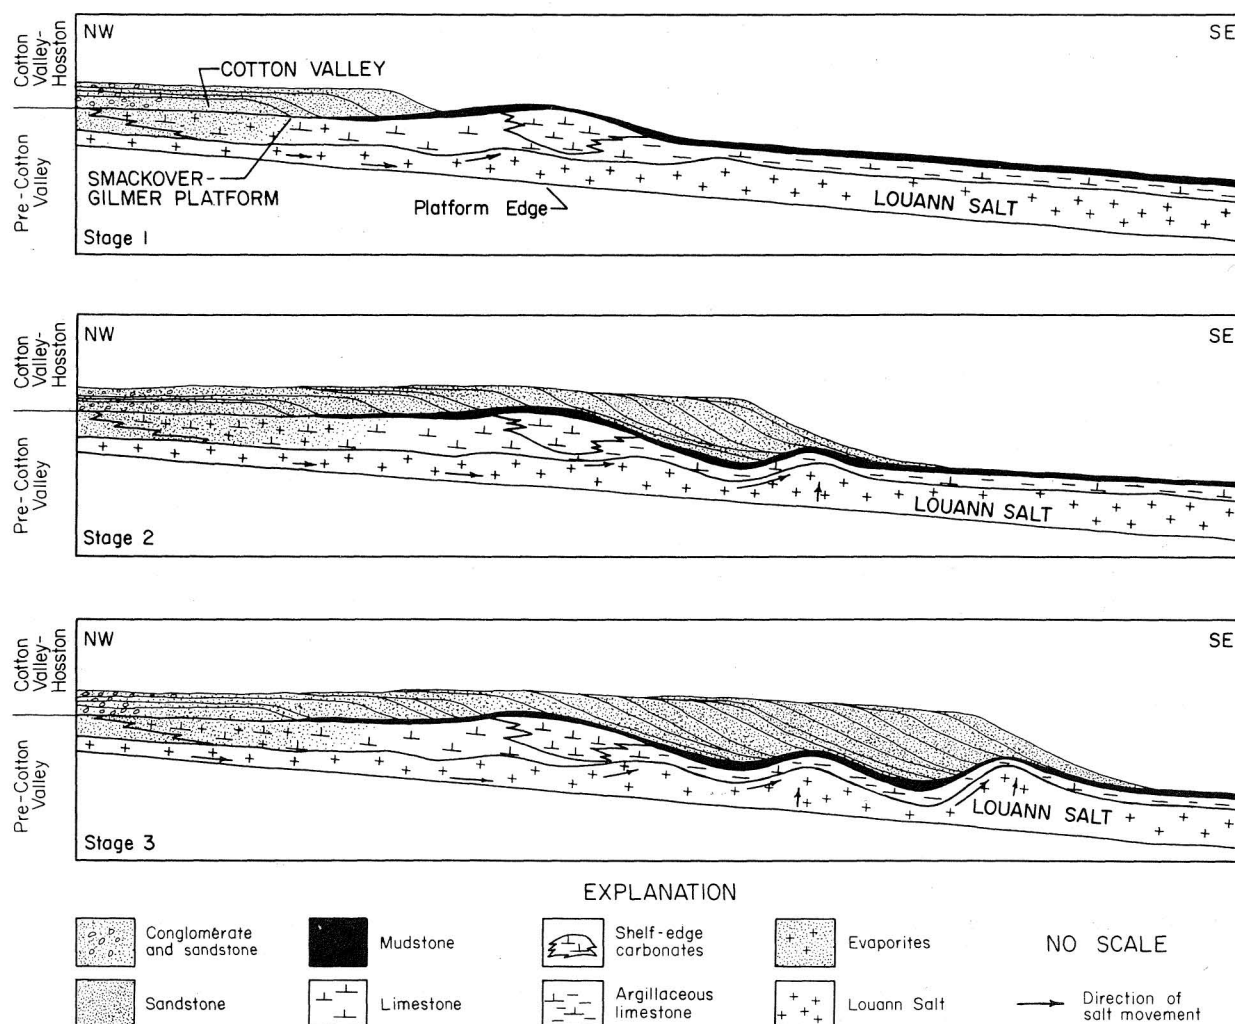 Cotton
Valley-
Hosston
Pre-Cotton
Valley
NW
SE
COTTON VALLEY
SMACKOVER-
GILMER PLATFORM
Platform Edge
LOUANN SALT
Stage 1
Cotton
Valley-
Hosston
Pre-Cotton
Valley
NW
SE
LOUANN SALT
Stage 2
Cotton
Valley-
Hosston
Pre-Cotton
Valley
NW
SE
LOUANN SALT
Stage 3
EXPLANATION
Conglomerate
and sandstone
Mudstone
Shelf-edge
carbonates
Evaporites
NO SCALE
Sandstone
Limestone
Argillaceous
limestone
Louann Salt
Direction of
salt movement